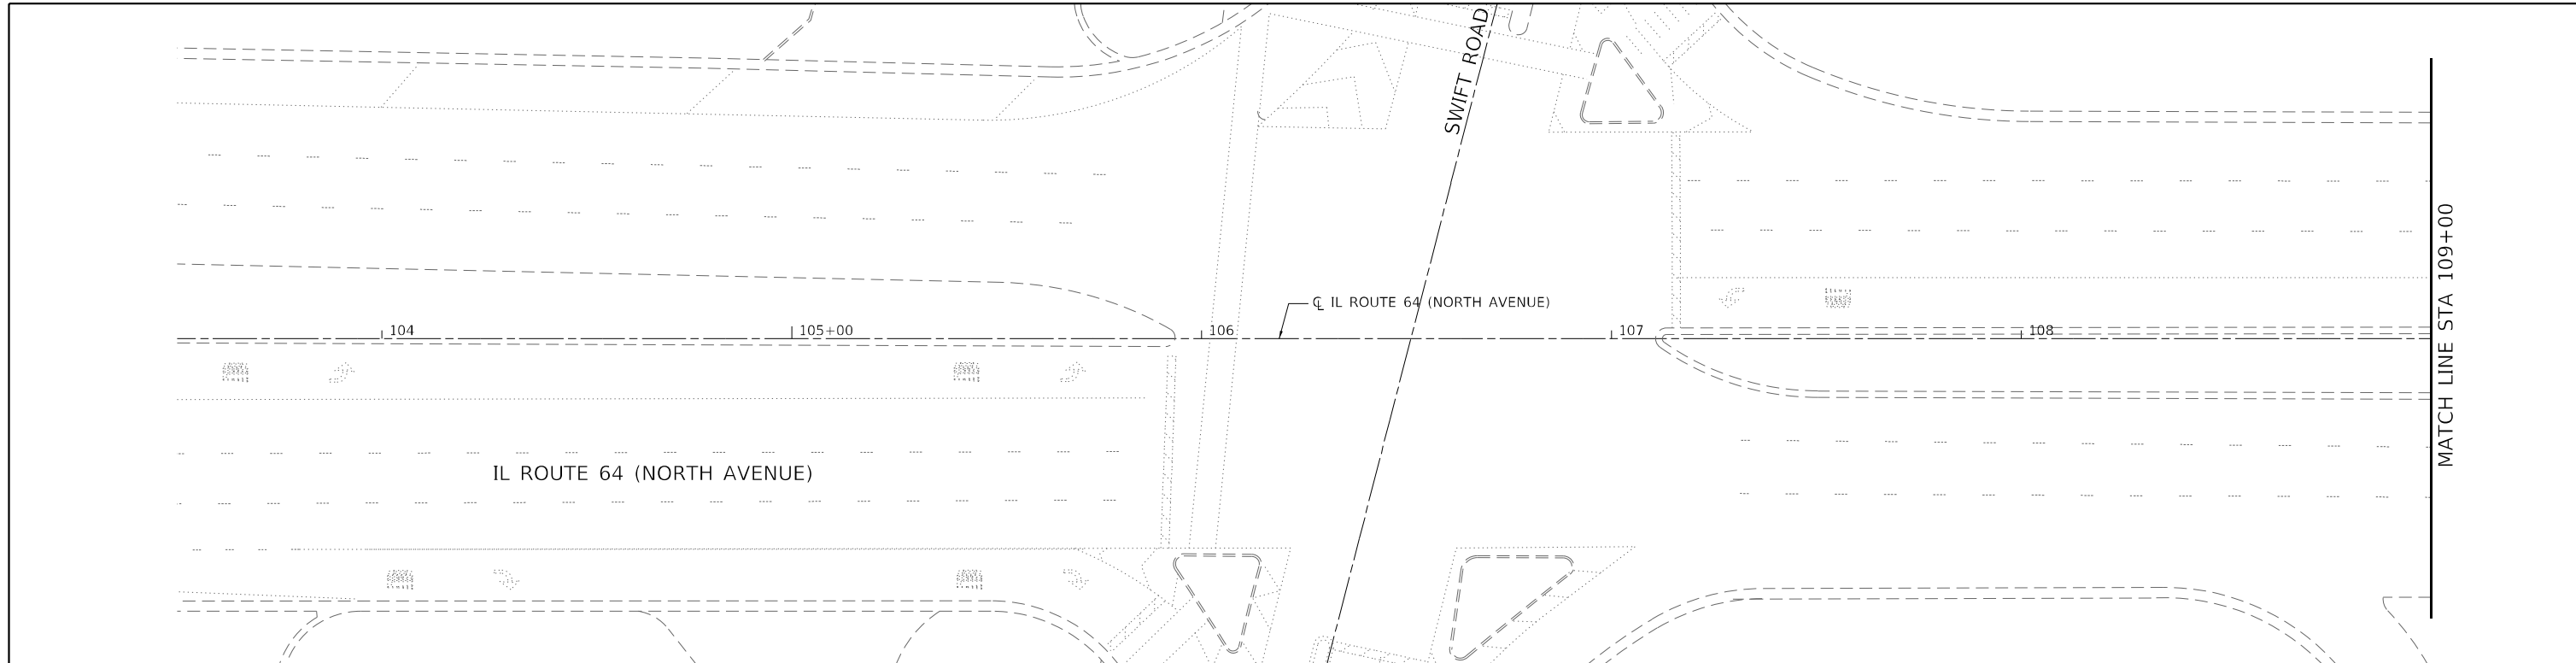 SWIFT ROAD
℄ IL ROUTE 64 (NORTH AVENUE)
104
105+00
106
107
108
IL ROUTE 64 (NORTH AVENUE)
MATCH LINE STA 109+00